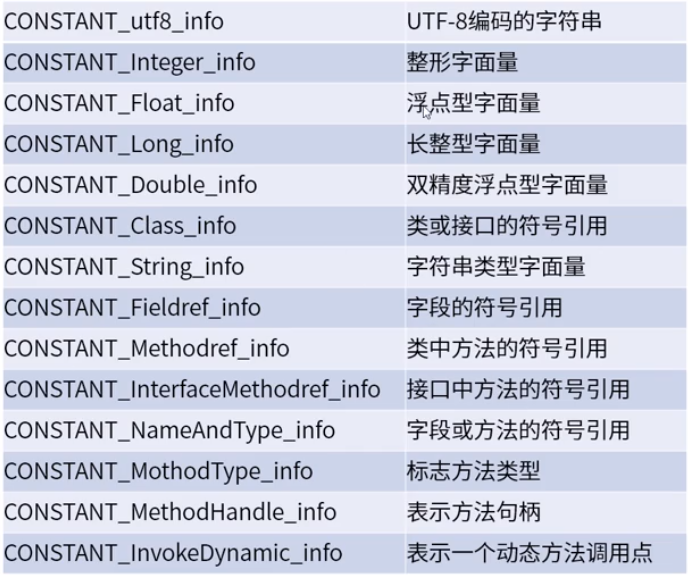 CONSTANT_utf8_info UTF-8编码的字符串
CONSTANT_Integer_info 整形字面量
CONSTANT_Float_info 浮点型字面量
CONSTANT_Long_info 长整型字面量
CONSTANT_Double_info 双精度浮点型字面量
CONSTANT_Class_info 类或接口的符号引用
CONSTANT_String_info 字符串类型字面量
CONSTANT_Fieldref_info 字段的符号引用
CONSTANT_Methodref_info 类中方法的符号引用
CONSTANT_InterfaceMethodref_info 接口中方法的符号引用
CONSTANT_NameAndType_info 字段或方法的符号引用
CONSTANT_MothodType_info 标志方法类型
CONSTANT_MethodHandle_info 表示方法句柄
CONSTANT_InvokeDynamic_info 表示一个动态方法调用点